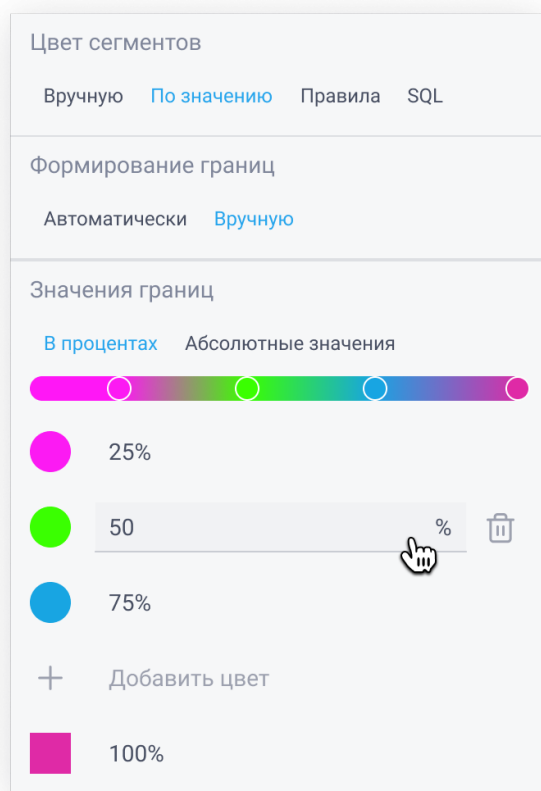 Цвет сегментов
Вручную По значению Правила SQL
Формирование границ
Автоматически Вручную
Значения границ
В процентах Абсолютные значения
25%
50 %
75%
Добавить цвет
100%